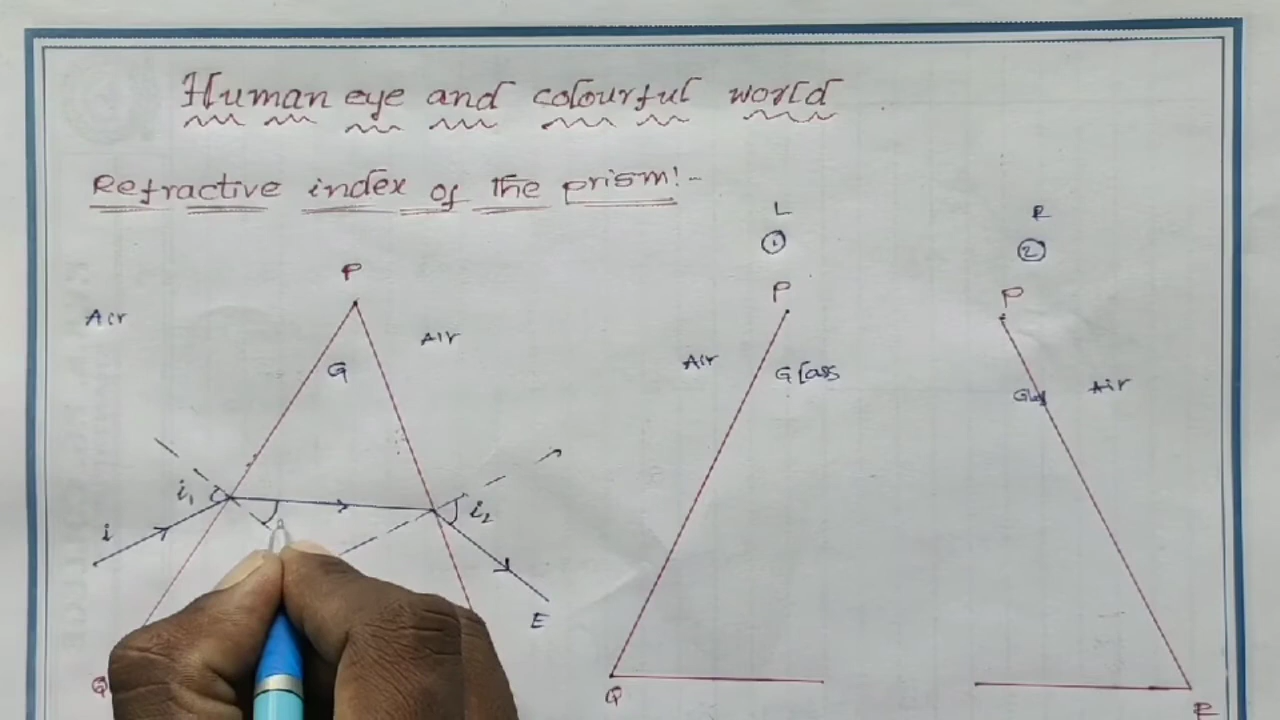 Human eye and colourful world
Refractive index of the prism:-
L
R
1
2
P
P
P
Air
Air
G
Air
Glass
Air
i1
i
i2
E
Q
Q
R